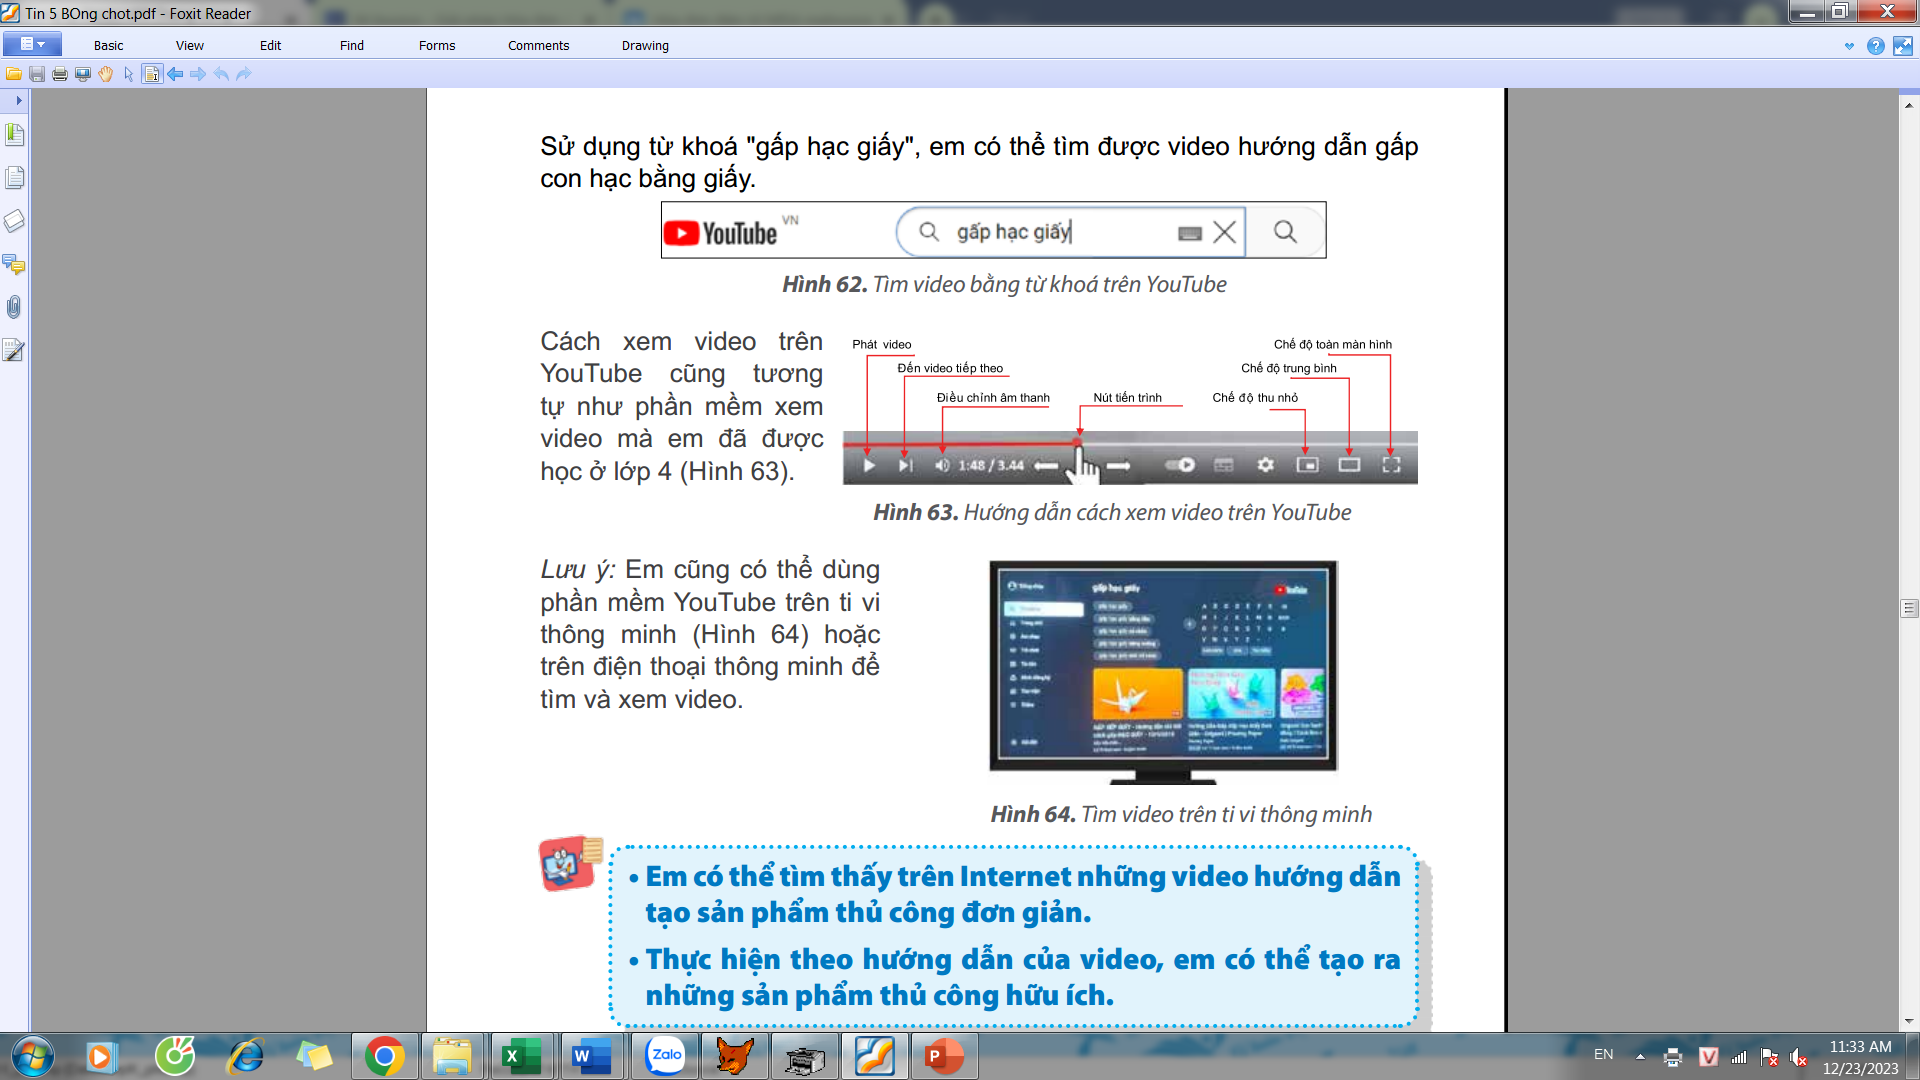 Tin 5 BOng chot.pdf - Foxit Reader
Basic View Edit Find Forms Comments Drawing
Sử dụng từ khoá "gấp hạc giấy", em có thể tìm được video hướng dẫn gấp
con hạc bằng giấy.
YouTube VN gấp hạc giấy
Hình 62. Tìm video bằng từ khoá trên YouTube
Cách xem video trên
YouTube cũng tương
tự như phần mềm xem
video mà em đã được
học ở lớp 4 (Hình 63).
Phát video
Chế độ toàn màn hình
Đến video tiếp theo
Chế độ trung bình
Điều chỉnh âm thanh
Nút tiến trình
Chế độ thu nhỏ
1:48 / 3.44
Hình 63. Hướng dẫn cách xem video trên YouTube
Lưu ý: Em cũng có thể dùng
phần mềm YouTube trên ti vi
thông minh (Hình 64) hoặc
trên điện thoại thông minh để
tìm và xem video.
gấp hạc giấy
YouTube
Hình 64. Tìm video trên ti vi thông minh
• Em có thể tìm thấy trên Internet những video hướng dẫn
tạo sản phẩm thủ công đơn giản.
• Thực hiện theo hướng dẫn của video, em có thể tạo ra
những sản phẩm thủ công hữu ích.
Zalo
EN
11:33 AM
12/23/2023